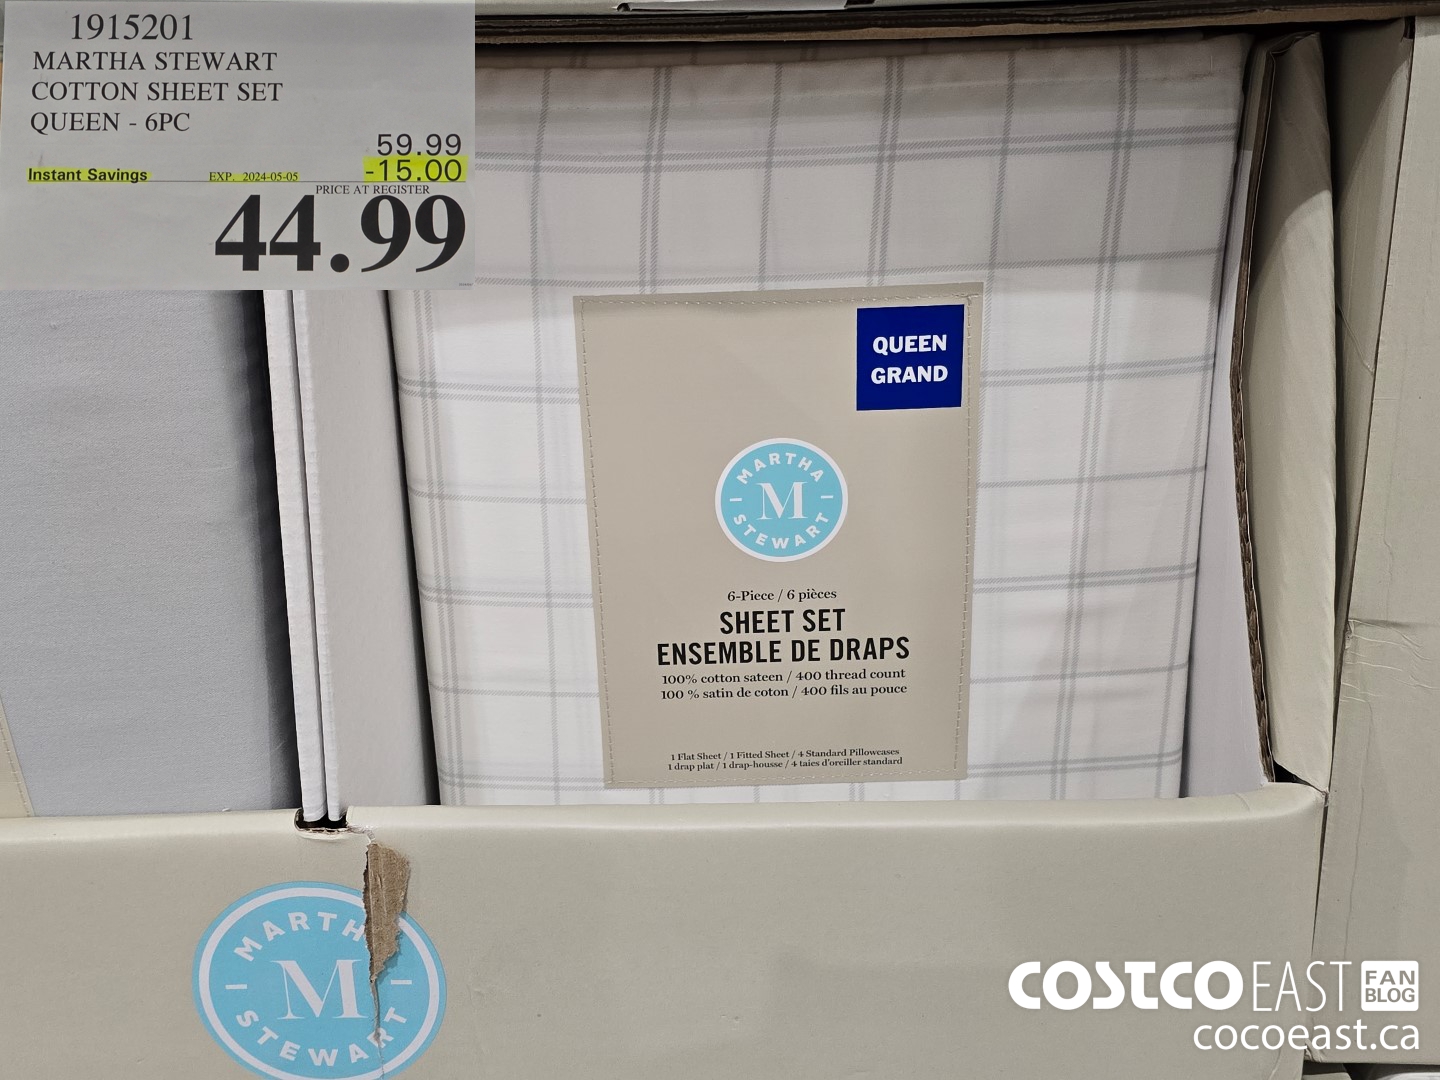 1915201
MARTHA STEWART
COTTON SHEET SET
QUEEN - 6PC
59.99
Instant Savings EXP. 2024-05-05 -15.00
PRICE AT REGISTER
44.99
QUEEN
GRAND
MARTHA
M
STEWART
6-Piece / 6 pièces
SHEET SET
ENSEMBLE DE DRAPS
100% cotton sateen / 400 thread count
100 % satin de coton / 400 fils au pouce
1 Flat Sheet / 1 Fitted Sheet / 4 Standard Pillowcases
1 drap plat / 1 drap-housse / 4 taies d'oreiller standard
MARTH
M
STEWART
COSTCO EAST FAN BLOG
cocoeast.ca